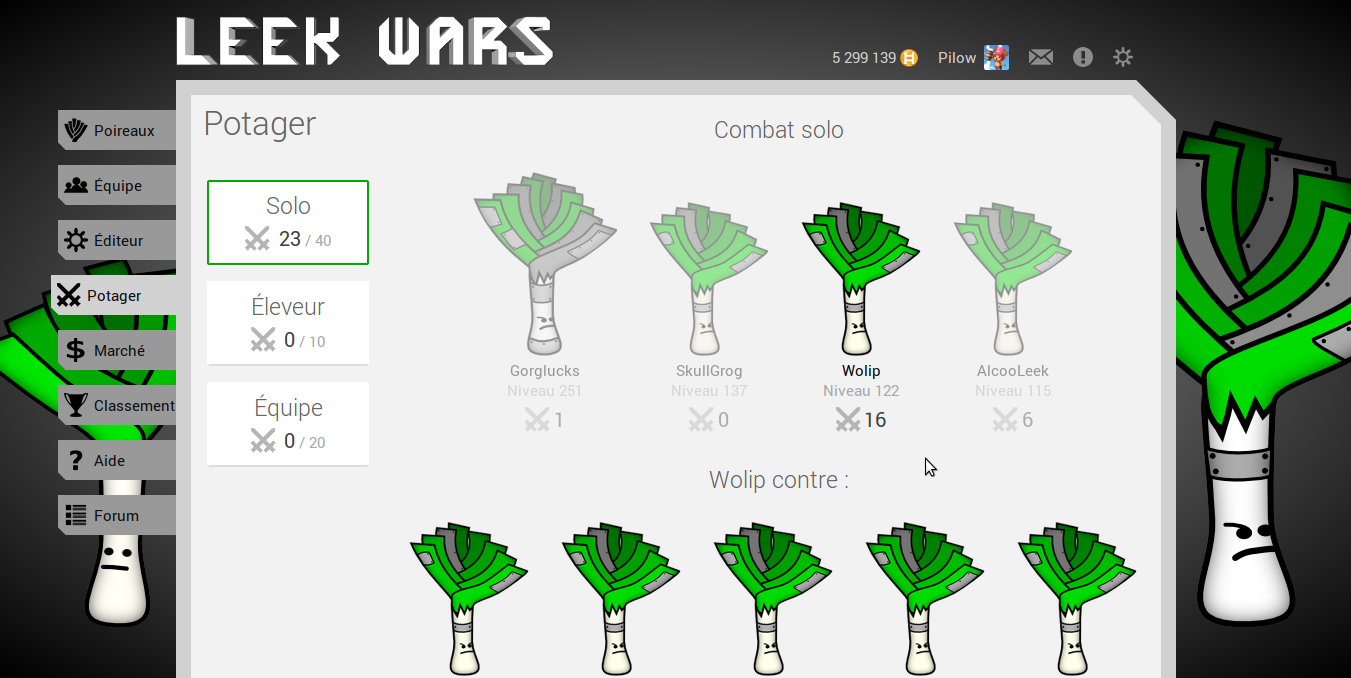 LEEK WARS
5 299 139
Pilow
Poireaux
Équipe
Éditeur
Potager
Marché
Classement
Aide
Forum
Potager
Solo
23 / 40
Éleveur
0 / 10
Équipe
0 / 20
Combat solo
Gorglucks
Niveau 251
1
SkullGrog
Niveau 137
0
Wolip
Niveau 122
16
AlcooLeek
Niveau 115
6
Wolip contre :